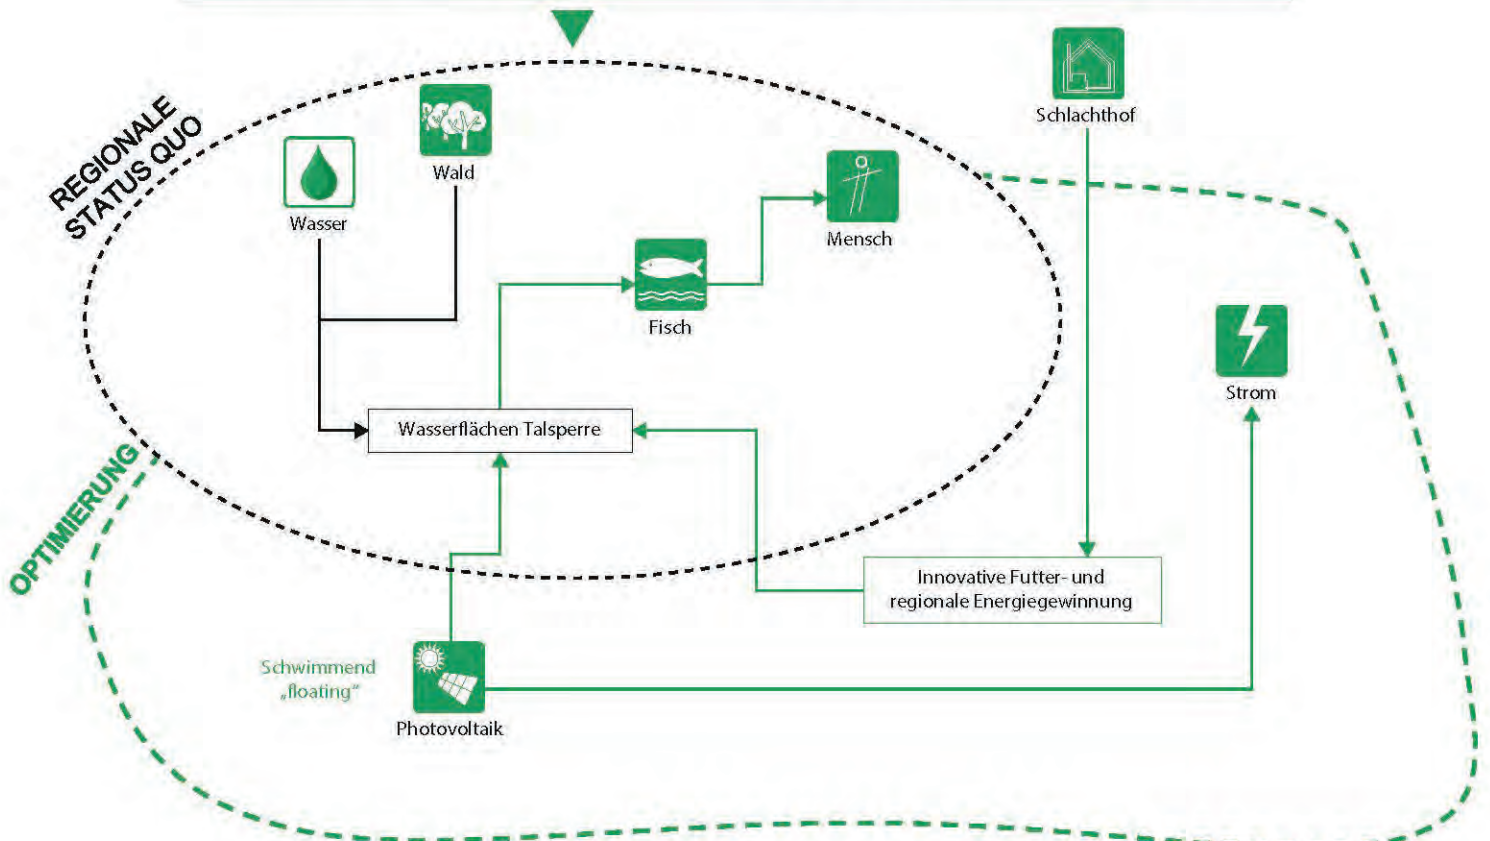 Schlachthof
REGIONALE
STATUS QUO
Wald
Wasser
Mensch
Fisch
Strom
Wasserflächen Talsperre
OPTIMIERUNG
Innovative Futter- und
regionale Energiegewinnung
Schwimmend
„floating“
Photovoltaik